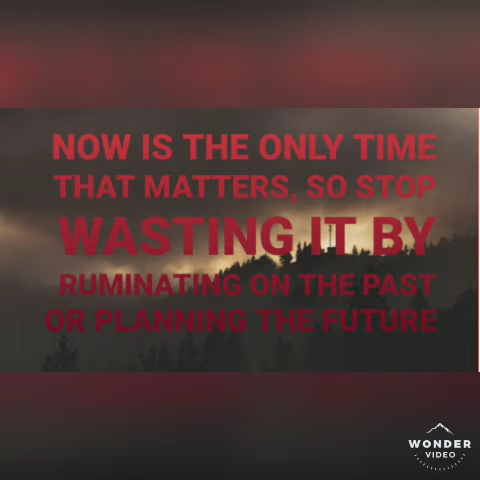 NOW IS THE ONLY TIME
THAT MATTERS, SO STOP
WASTING IT BY
RUMINATING ON THE PAST
OR PLANNING THE FUTURE
WONDER
VIDEO